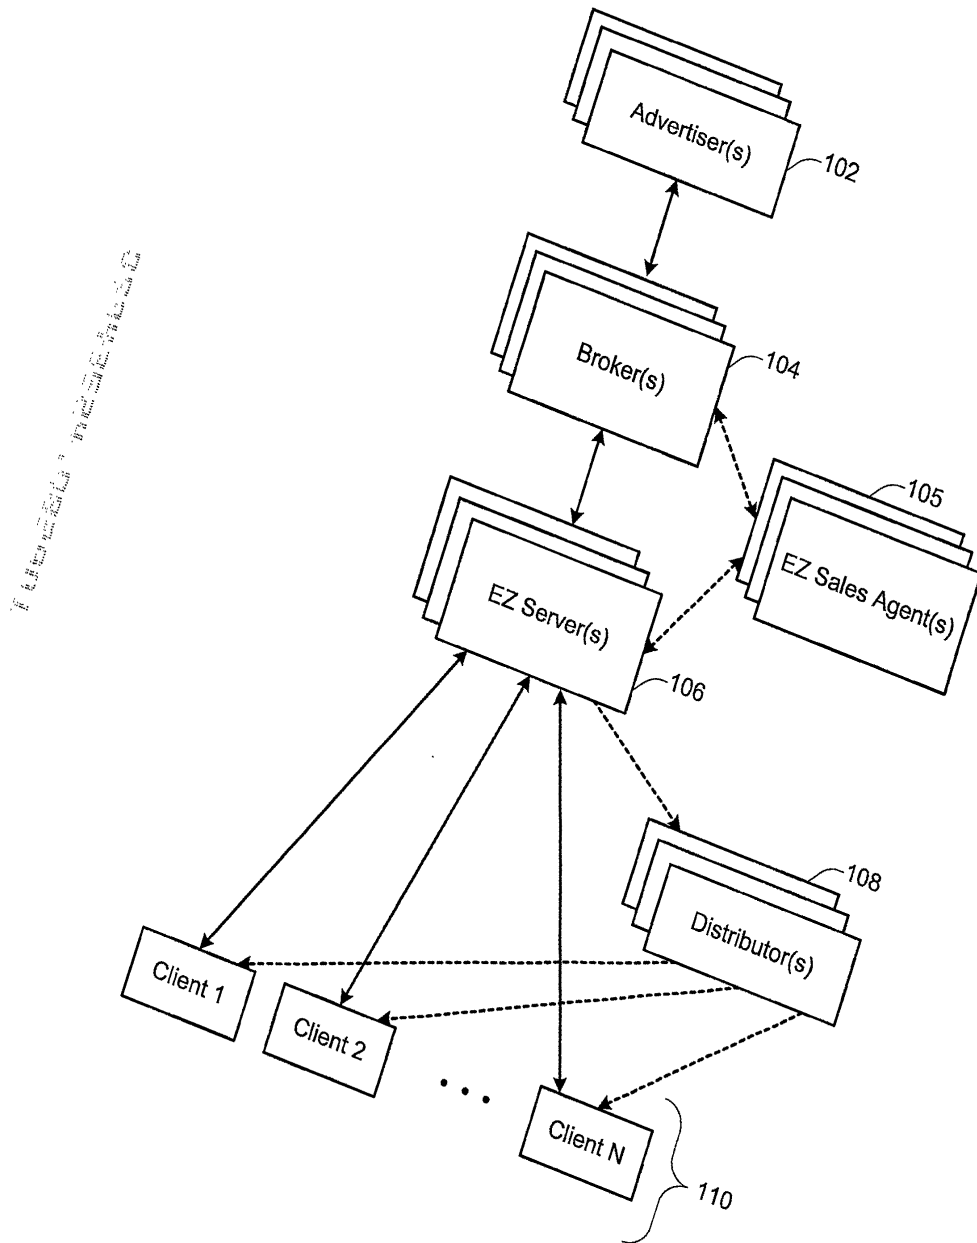 Advertiser(s)
102
Broker(s)
104
105
EZ Sales Agent(s)
EZ Server(s)
106
108
Distributor(s)
Client 1
Client 2
• • •
Client N
110